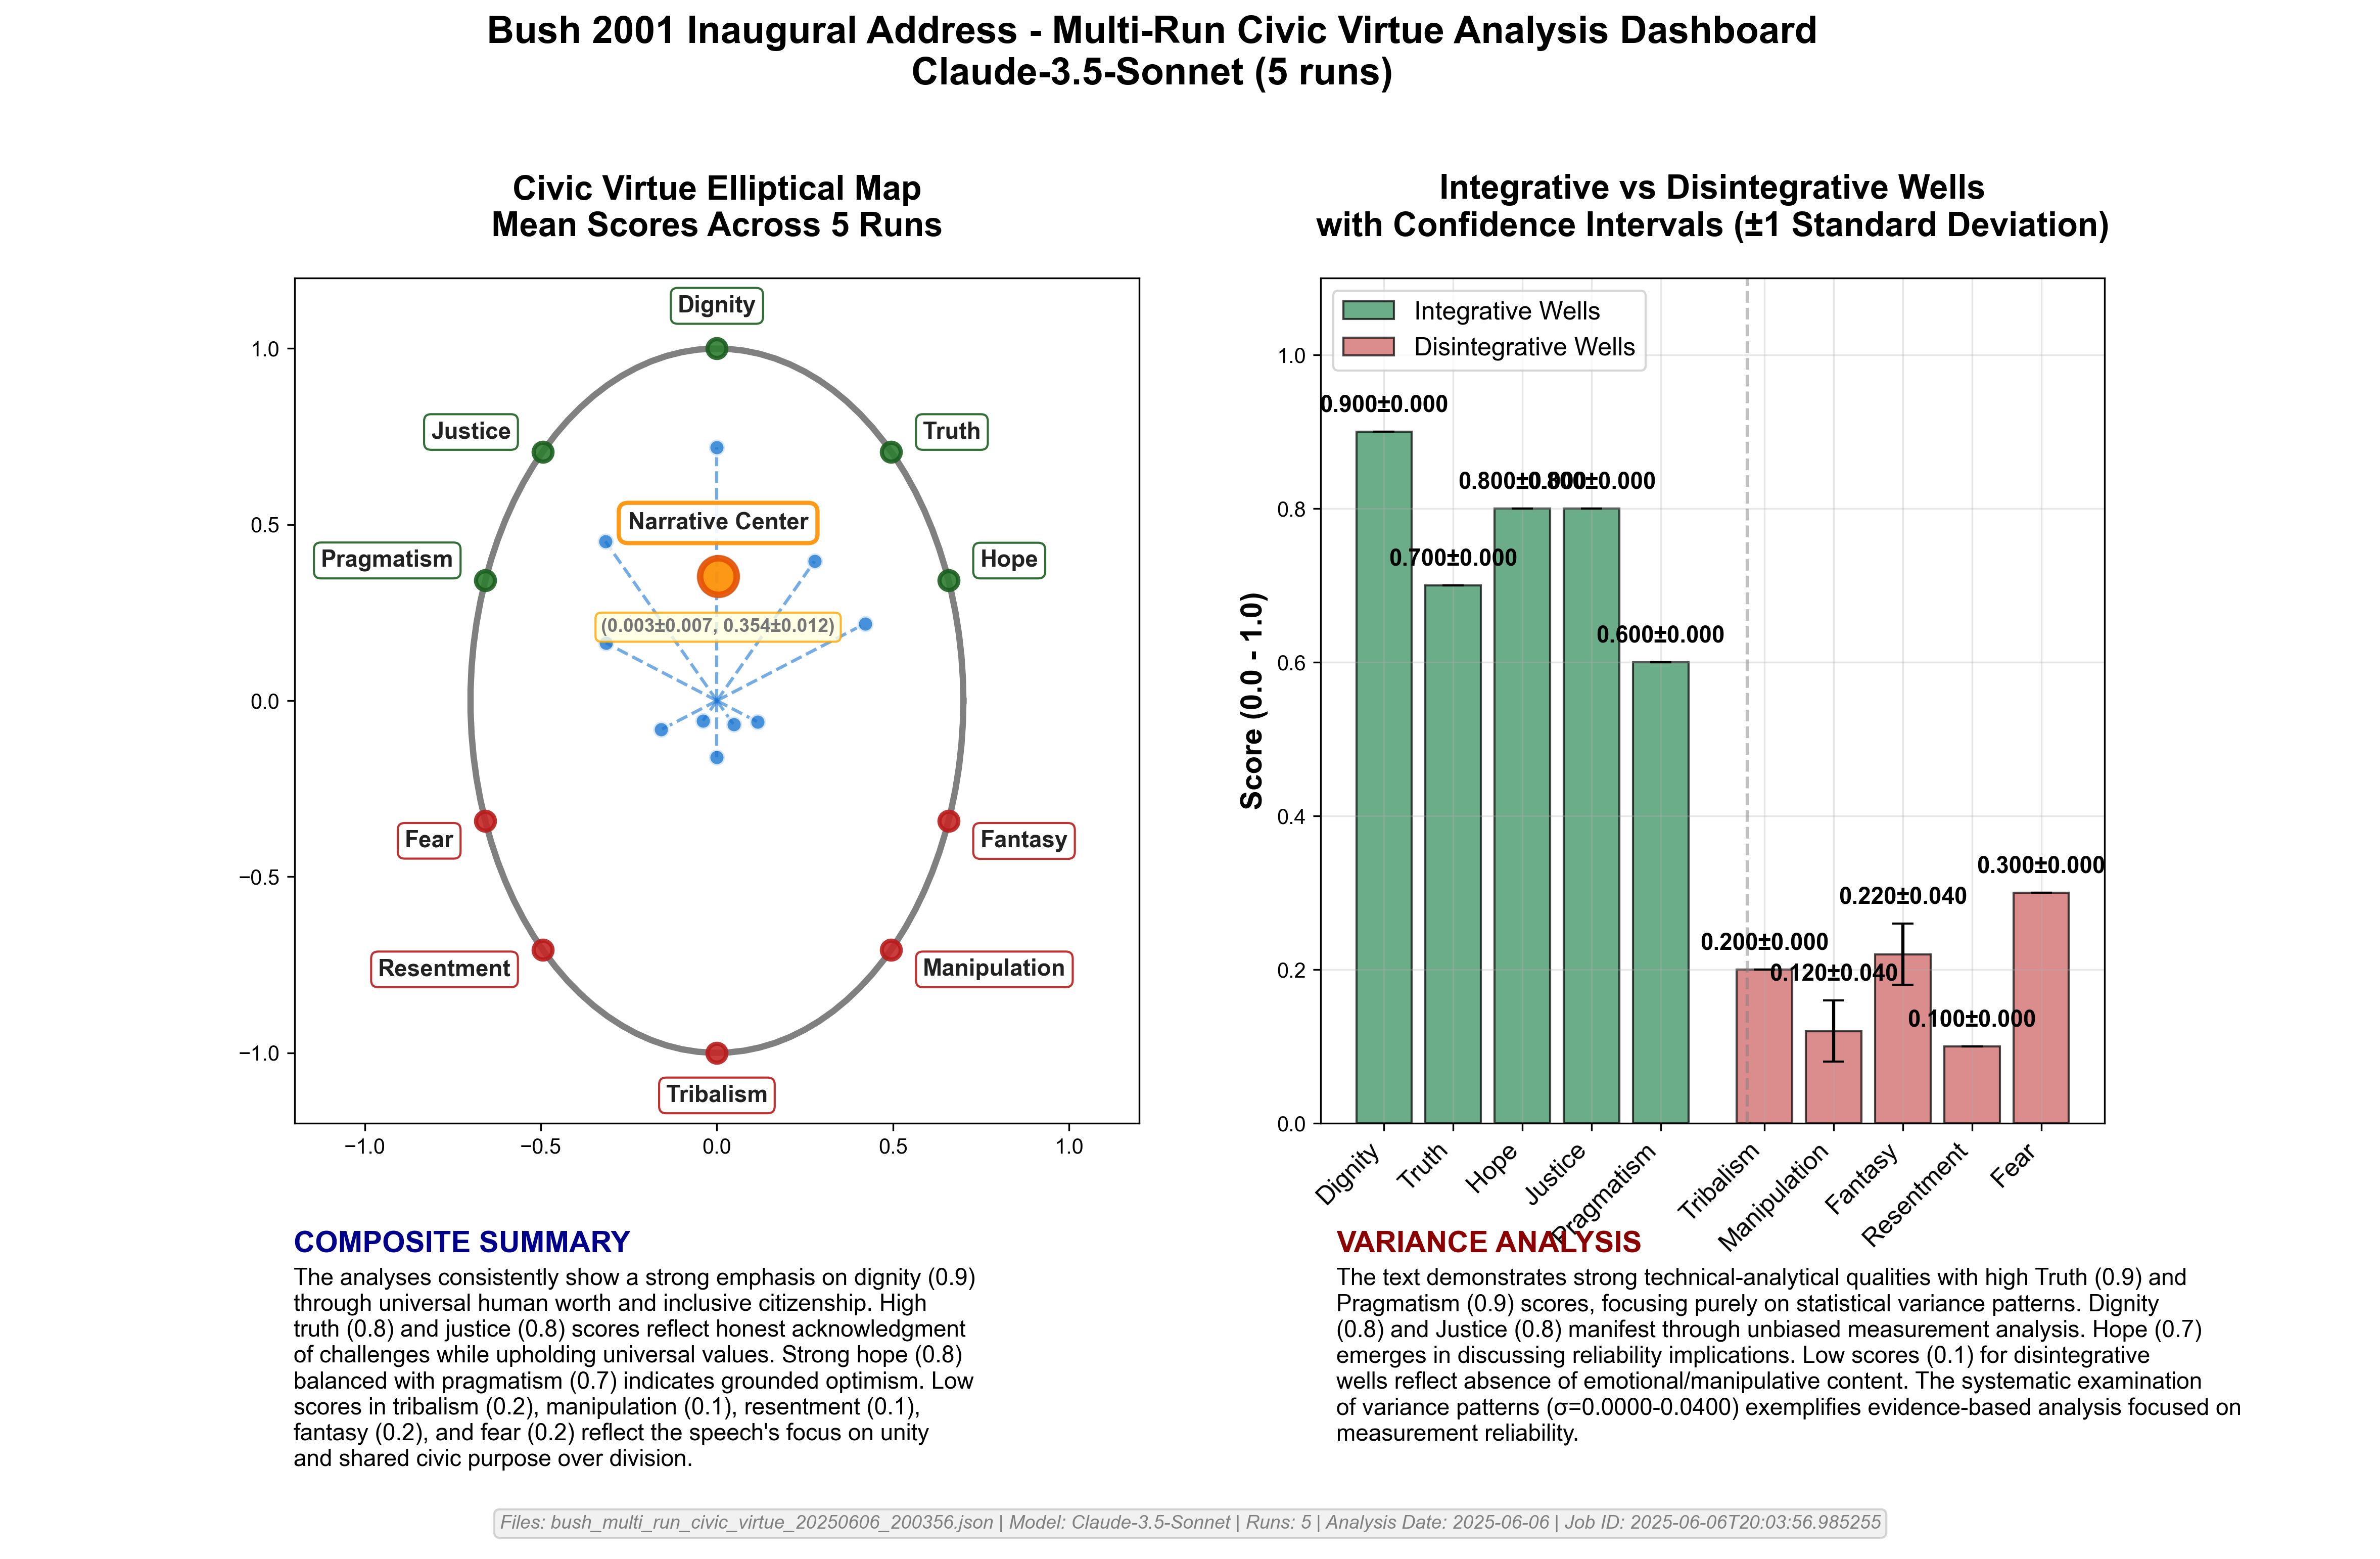 Bush 2001 Inaugural Address - Multi-Run Civic Virtue Analysis Dashboard
Claude-3.5-Sonnet (5 runs)
Civic Virtue Elliptical Map
Mean Scores Across 5 Runs
Dignity
Justice
Truth
Narrative Center
Pragmatism
Hope
(0.003±0.007, 0.354±0.012)
Fear
Fantasy
Resentment
Manipulation
Tribalism
1.0
0.5
0.0
−0.5
−1.0
−1.0
−0.5
0.0
0.5
1.0
Integrative vs Disintegrative Wells
with Confidence Intervals (±1 Standard Deviation)
Integrative Wells
Disintegrative Wells
Score (0.0 - 1.0)
1.0
0.8
0.6
0.4
0.2
0.0
0.900±0.000
0.700±0.000
0.800±0.000
0.800±0.000
0.600±0.000
0.200±0.000
0.120±0.040
0.220±0.040
0.100±0.000
0.300±0.000
Dignity
Truth
Hope
Justice
Pragmatism
Tribalism
Manipulation
Fantasy
Resentment
Fear
COMPOSITE SUMMARY
The analyses consistently show a strong emphasis on dignity (0.9)
through universal human worth and inclusive citizenship. High
truth (0.8) and justice (0.8) scores reflect honest acknowledgment
of challenges while upholding universal values. Strong hope (0.8)
balanced with pragmatism (0.7) indicates grounded optimism. Low
scores in tribalism (0.2), manipulation (0.1), resentment (0.1),
fantasy (0.2), and fear (0.2) reflect the speech's focus on unity
and shared civic purpose over division.
VARIANCE ANALYSIS
The text demonstrates strong technical-analytical qualities with high Truth (0.9) and
Pragmatism (0.9) scores, focusing purely on statistical variance patterns. Dignity
(0.8) and Justice (0.8) manifest through unbiased measurement analysis. Hope (0.7)
emerges in discussing reliability implications. Low scores (0.1) for disintegrative
wells reflect absence of emotional/manipulative content. The systematic examination
of variance patterns (σ=0.0000-0.0400) exemplifies evidence-based analysis focused on
measurement reliability.
Files: bush_multi_run_civic_virtue_20250606_200356.json | Model: Claude-3.5-Sonnet | Runs: 5 | Analysis Date: 2025-06-06 | Job ID: 2025-06-06T20:03:56.985255